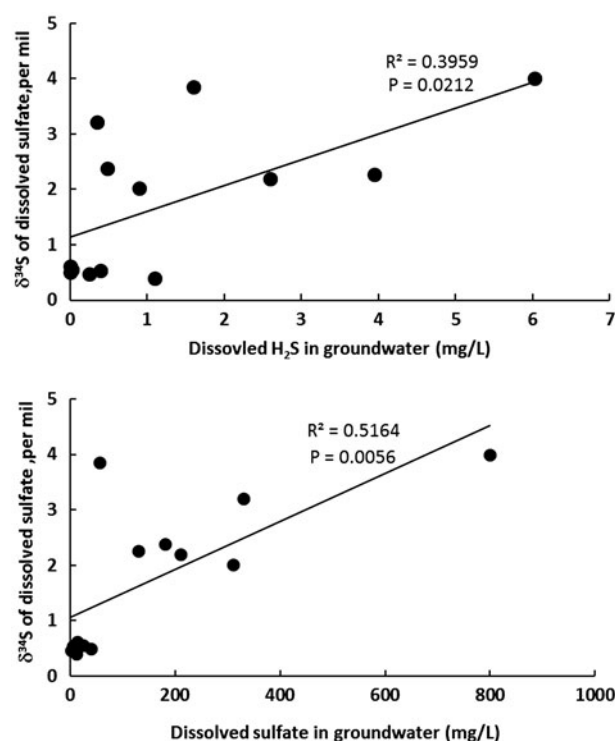 5
4
3
2
1
0
δ³⁴S of dissolved sulfate,per mil
R² = 0.3959
P = 0.0212
0 1 2 3 4 5 6 7
Dissovled H₂S in groundwater (mg/L)
5
4
3
2
1
0
δ³⁴S of dissolved sulfate ,per mil
R² = 0.5164
P = 0.0056
0 200 400 600 800 1000
Dissolved sulfate in groundwater (mg/L)